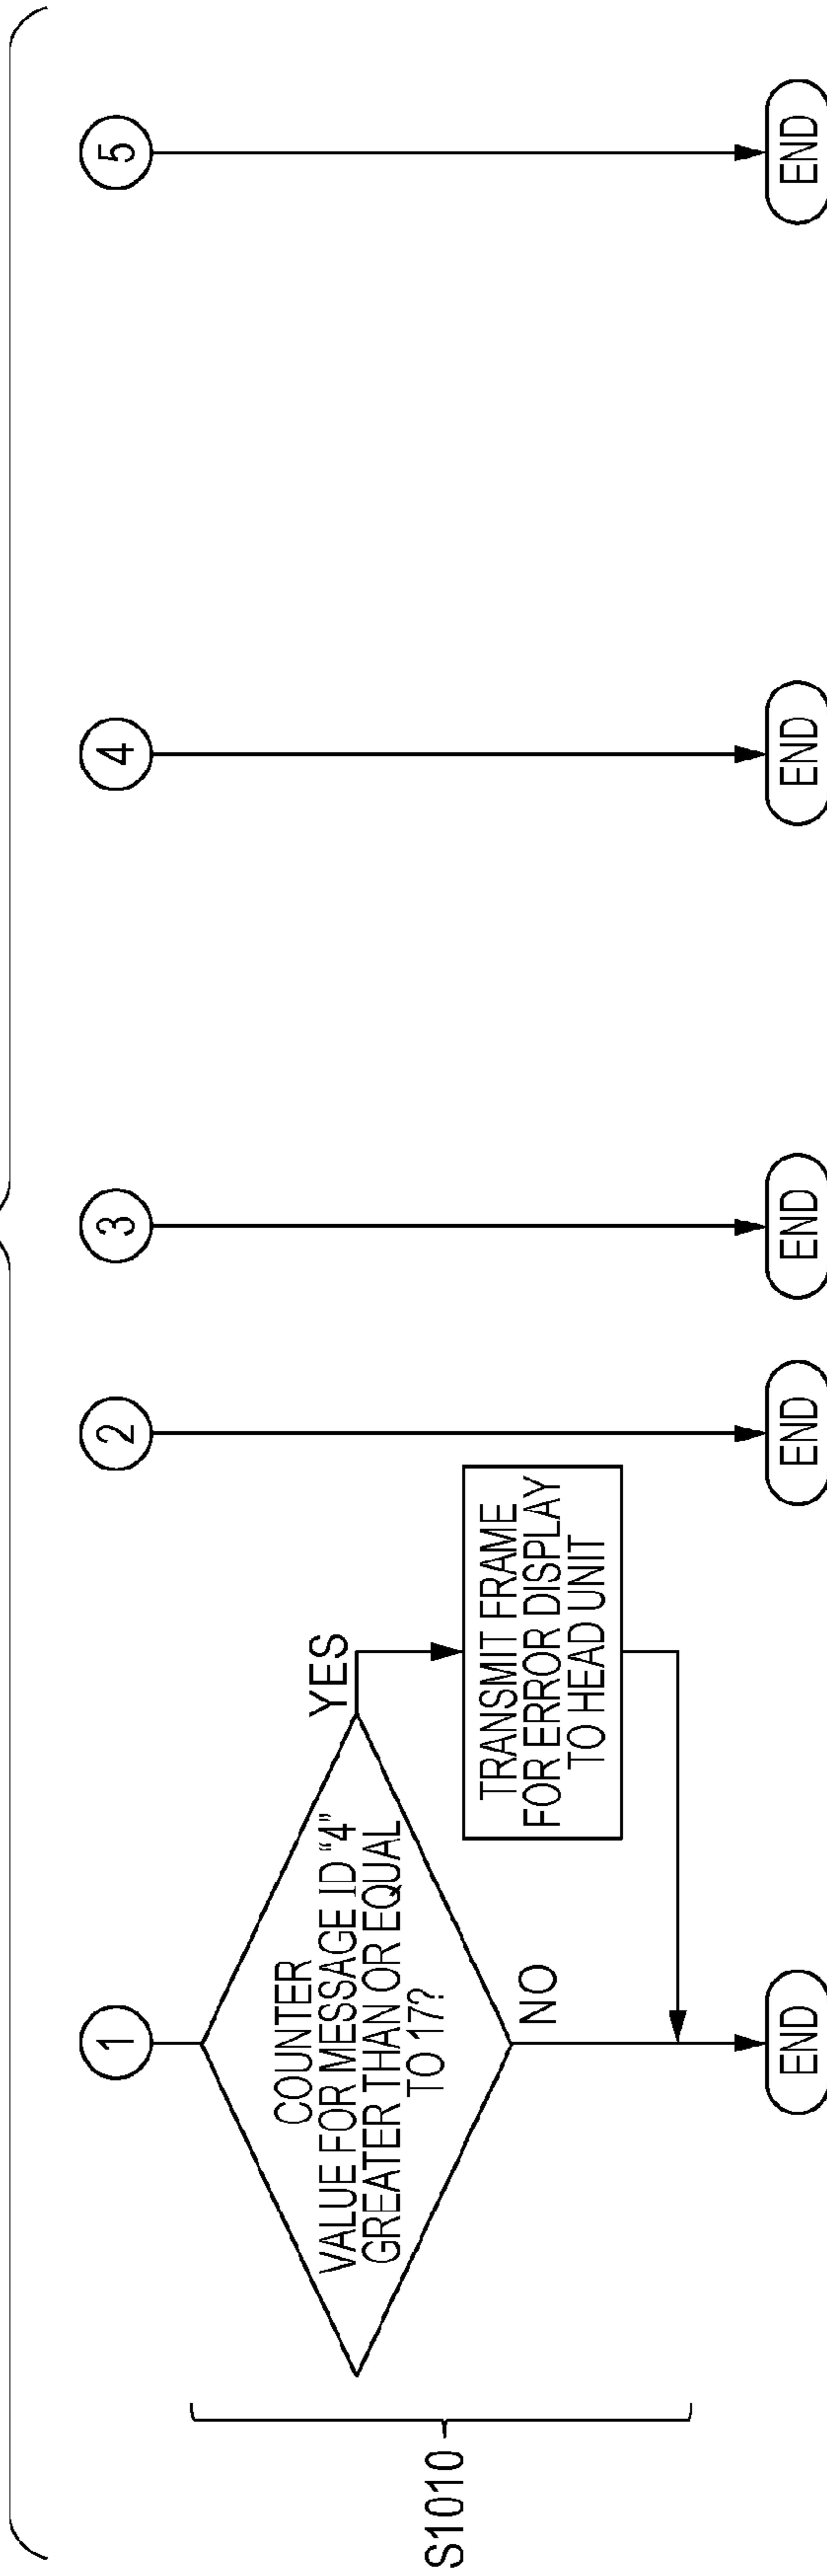 1
2
3
4
5
COUNTER
VALUE FOR MESSAGE ID “4”
GREATER THAN OR EQUAL
TO 17?
YES
NO
TRANSMIT FRAME
FOR ERROR DISPLAY
TO HEAD UNIT
S1010
END
END
END
END
END